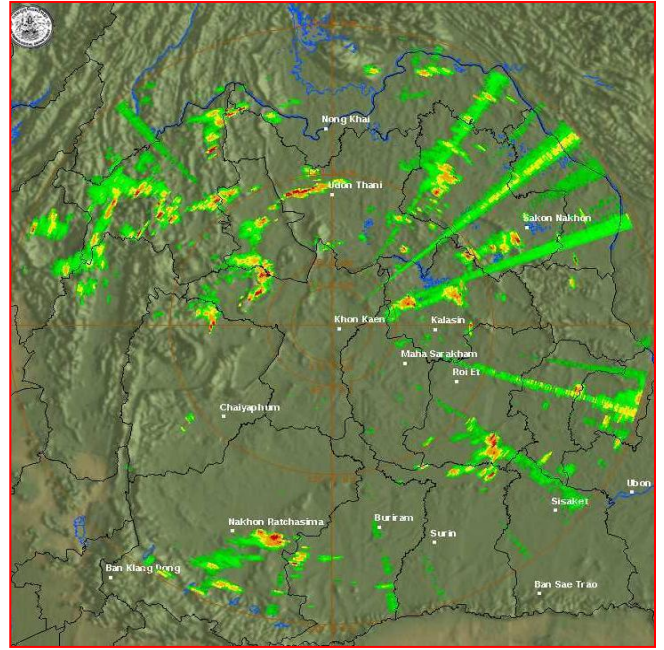 Nong Khai
Udon Thani
Sakon Nakhon
Khon Kaen
Kalasin
Maha Sarakham
Roi Et
Chaiyaphum
Ubon
Sisaket
Nakhon Ratchasima
Buriram
Surin
Ban Klang Dong
Ban Sae Trao